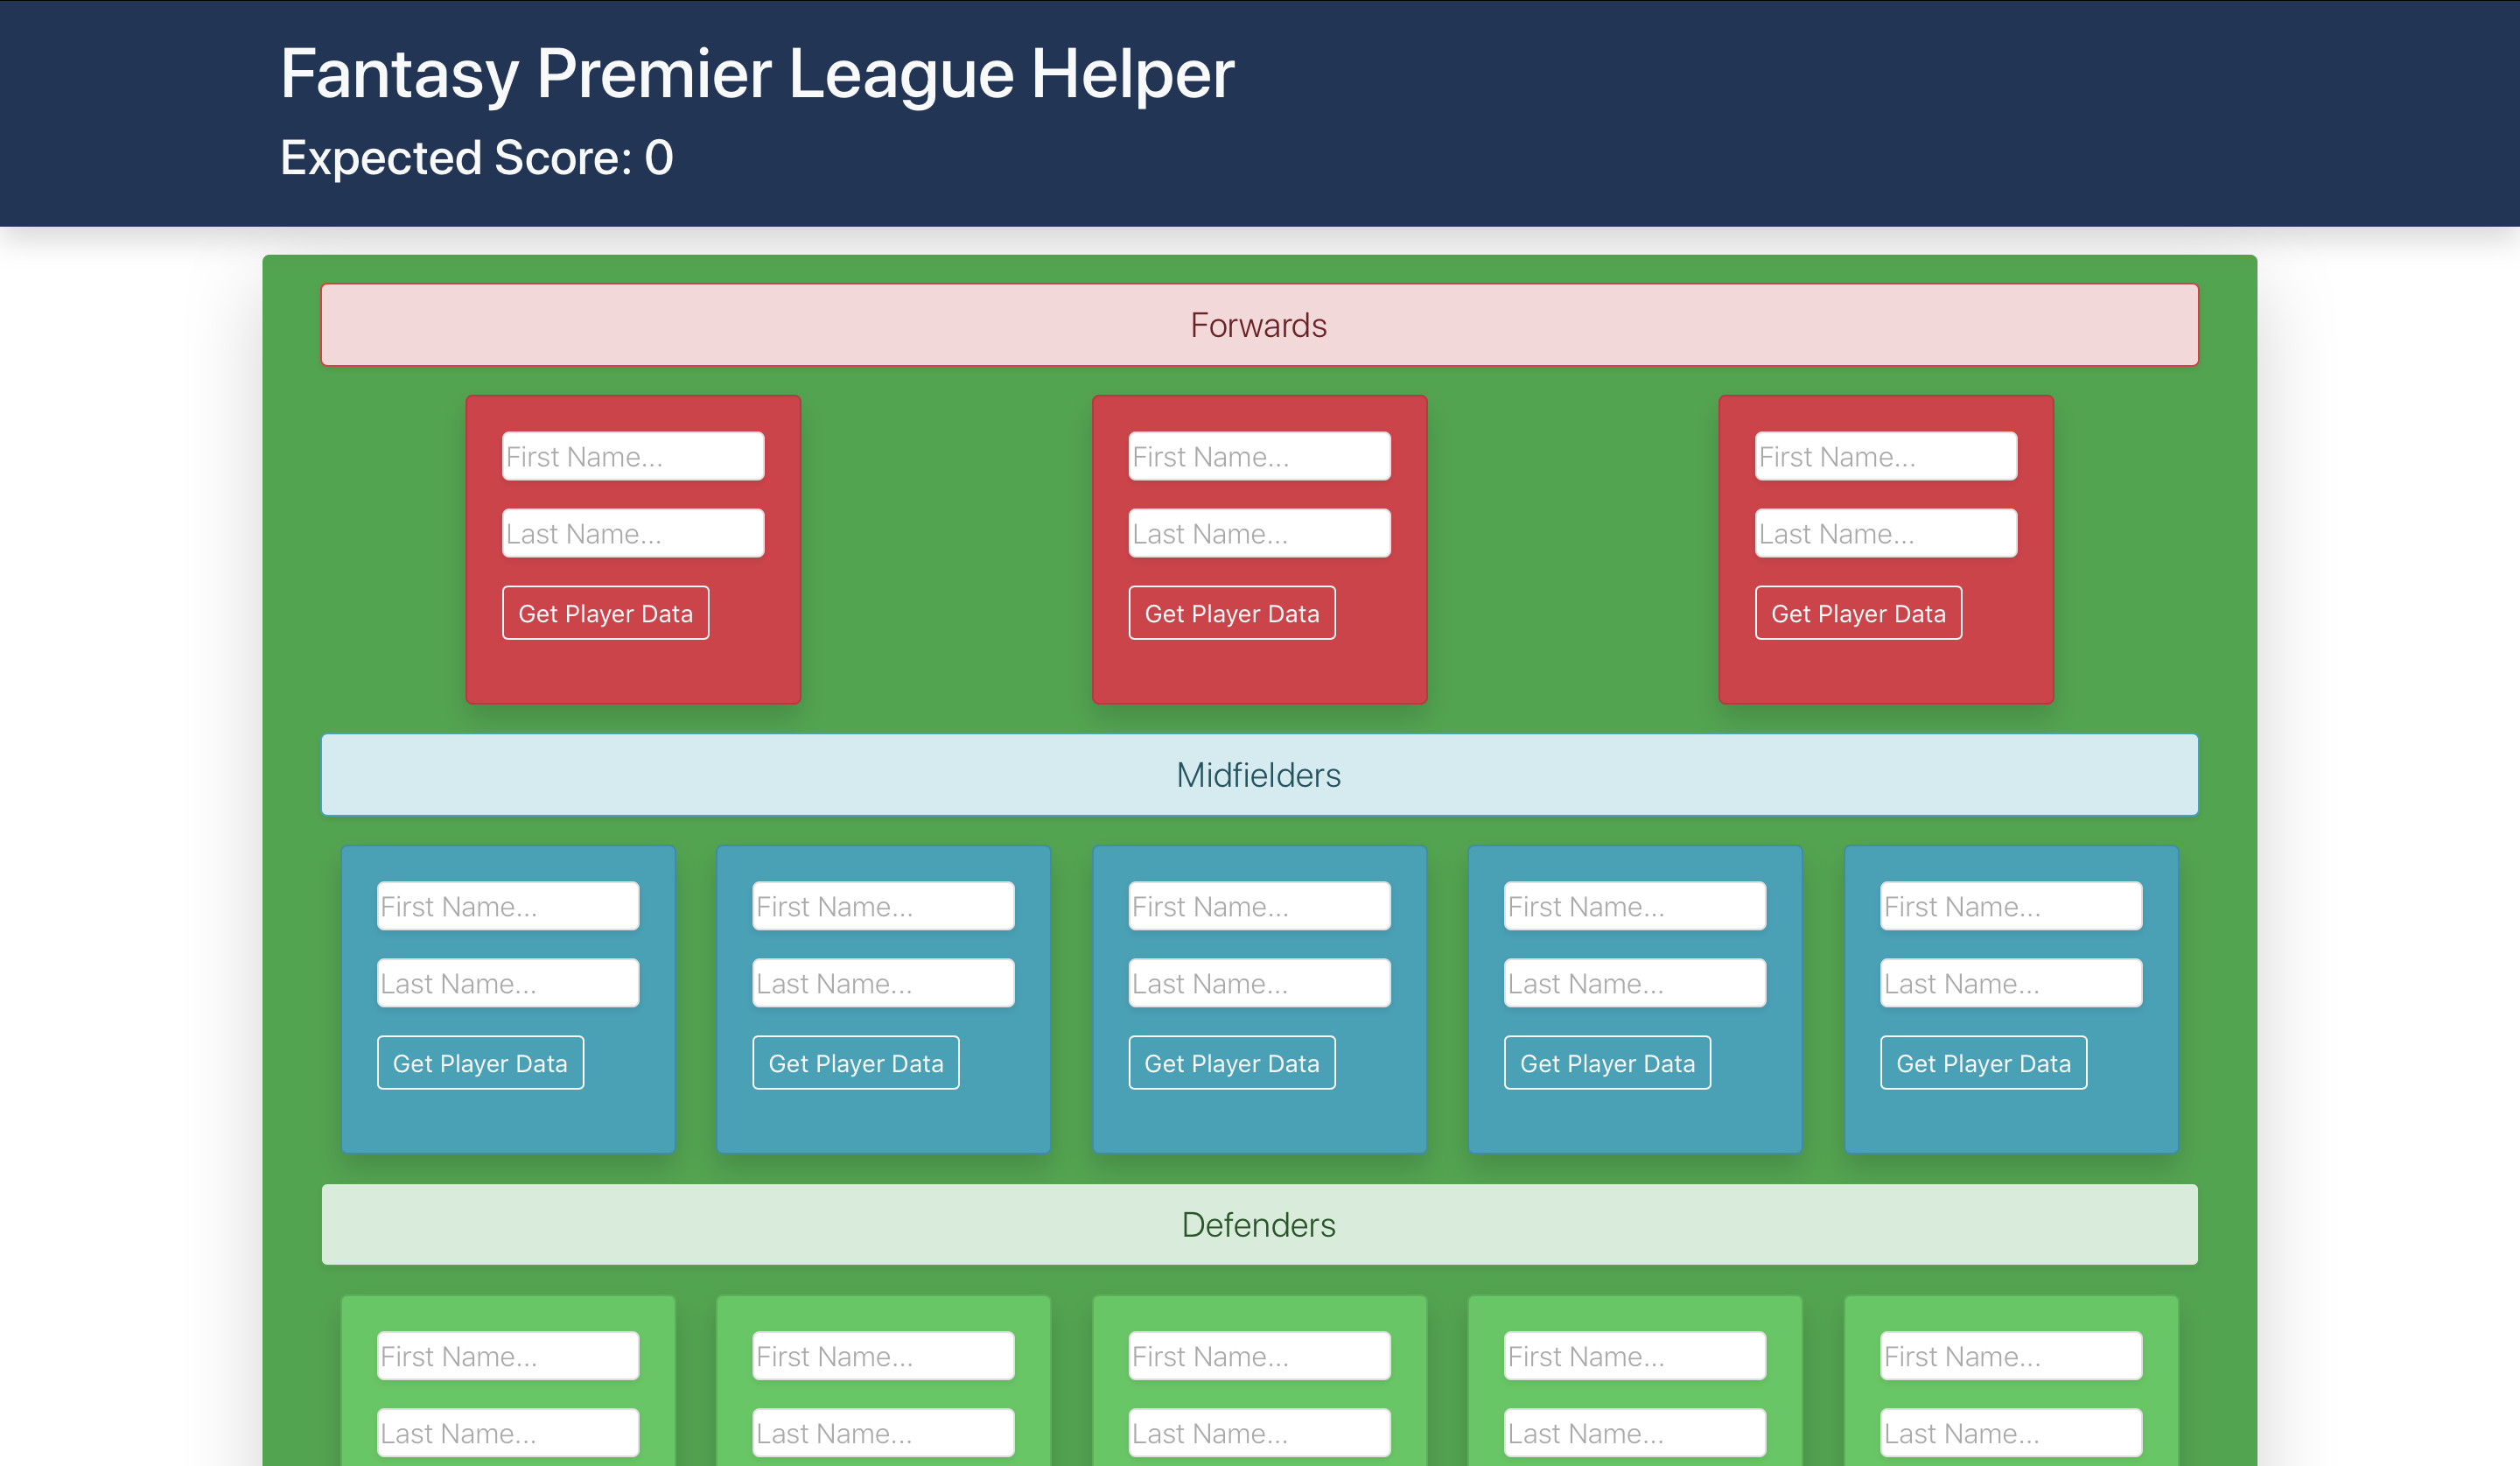 Fantasy Premier League Helper
Expected Score: 0
Forwards
First Name... First Name... First Name...
Last Name... Last Name... Last Name...
Get Player Data Get Player Data Get Player Data
Midfielders
First Name... First Name... First Name... First Name... First Name...
Last Name... Last Name... Last Name... Last Name... Last Name...
Get Player Data Get Player Data Get Player Data Get Player Data Get Player Data
Defenders
First Name... First Name... First Name... First Name... First Name...
Last Name... Last Name... Last Name... Last Name... Last Name...